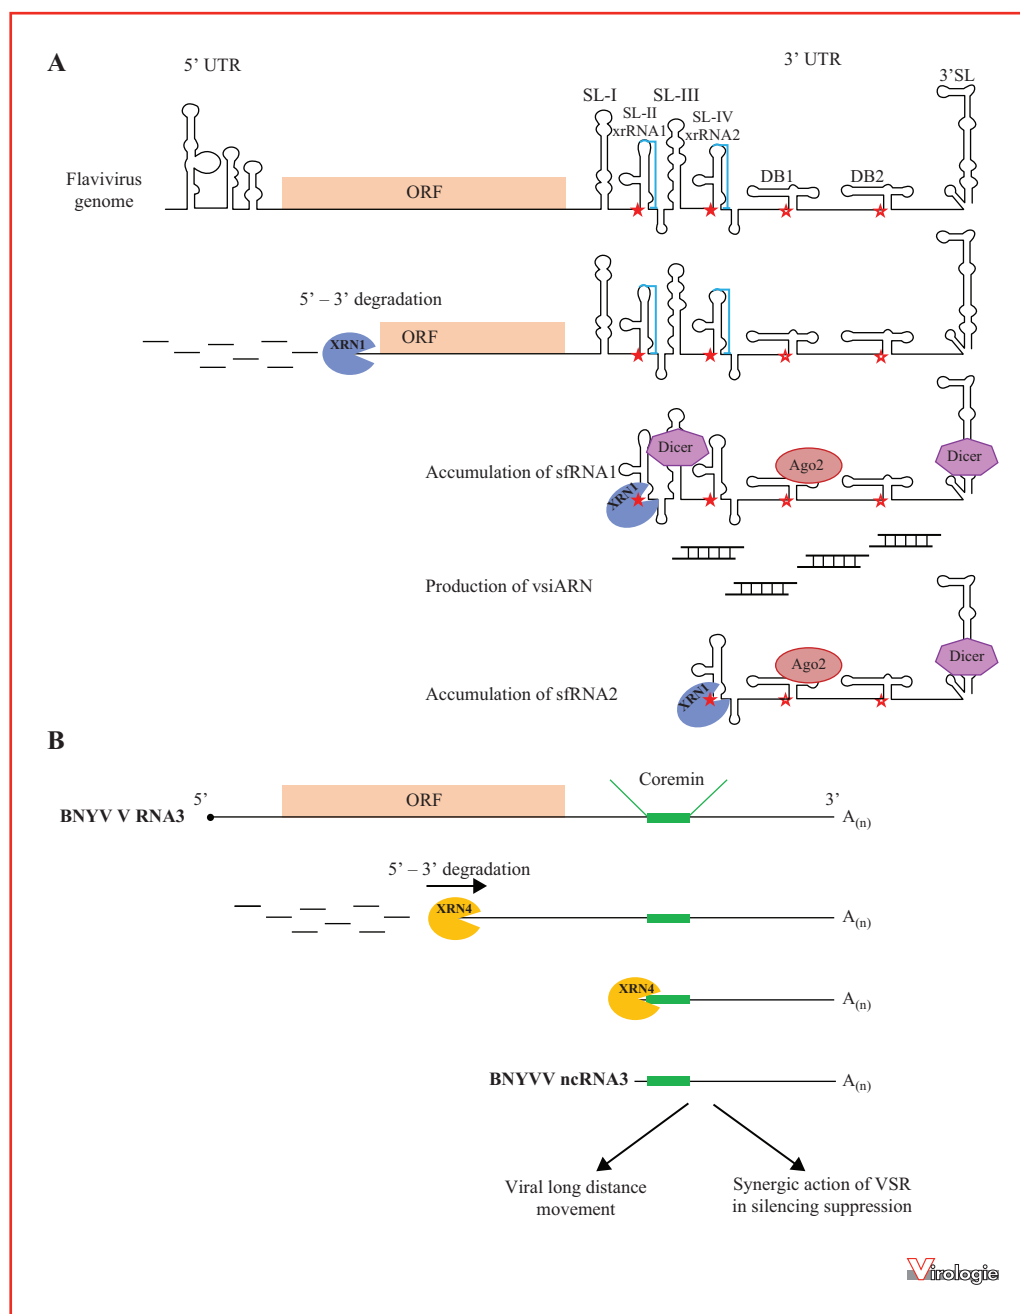 A
5’ UTR
3’ UTR
3’SL
SL-I
SL-III
SL-II
xrRNA1
SL-IV
xrRNA2
DB1
DB2
Flavivirus
genome
ORF
5’ – 3’ degradation
XRN1
ORF
Accumulation of sfRNA1
XRN1
Dicer
Ago2
Dicer
Production of vsiARN
Accumulation of sfRNA2
XRN1
Ago2
Dicer
B
Coremin
5’
ORF
3’
BNYV V RNA3
A(n)
5’ – 3’ degradation
XRN4
A(n)
XRN4
A(n)
BNYVV ncRNA3
A(n)
Viral long distance
movement
Synergic action of VSR
in silencing suppression
Virologie